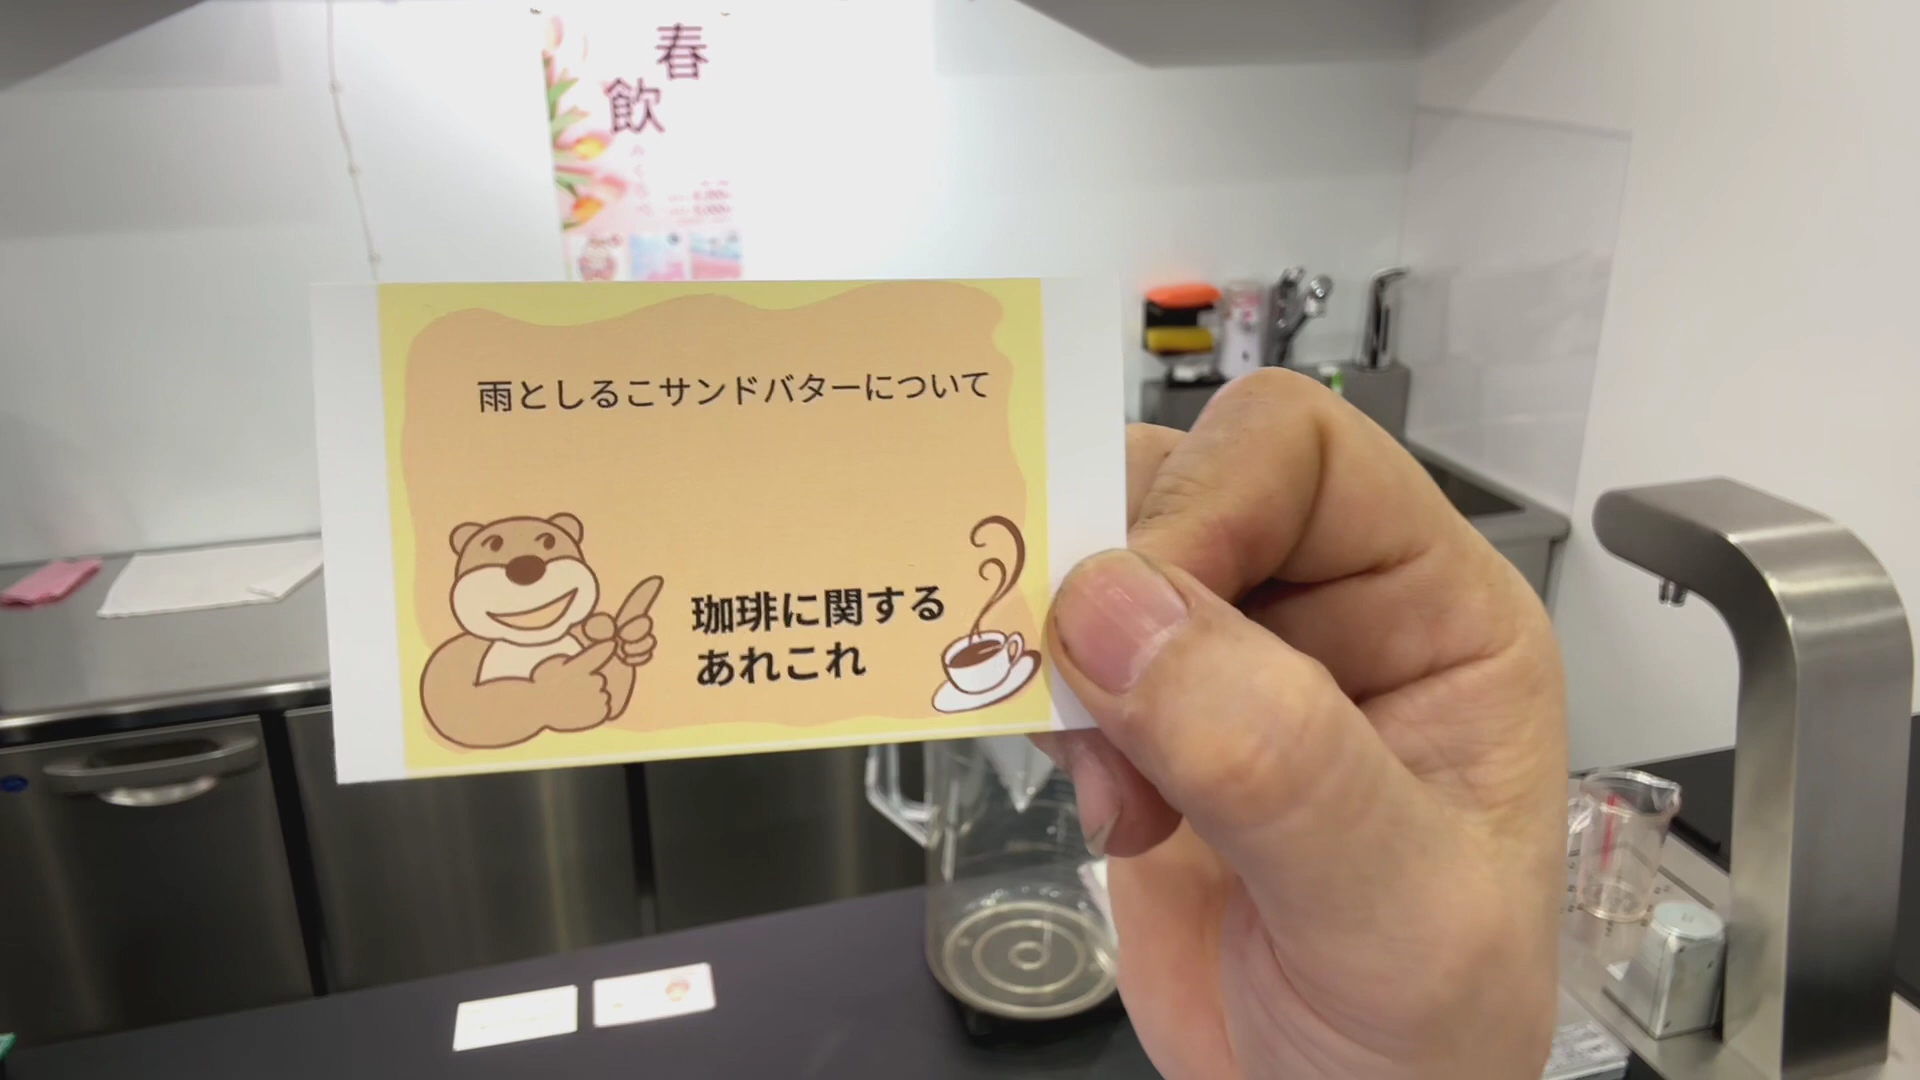 春
飲
雨としるこサンドバターについて
珈琲に関する
あれこれ